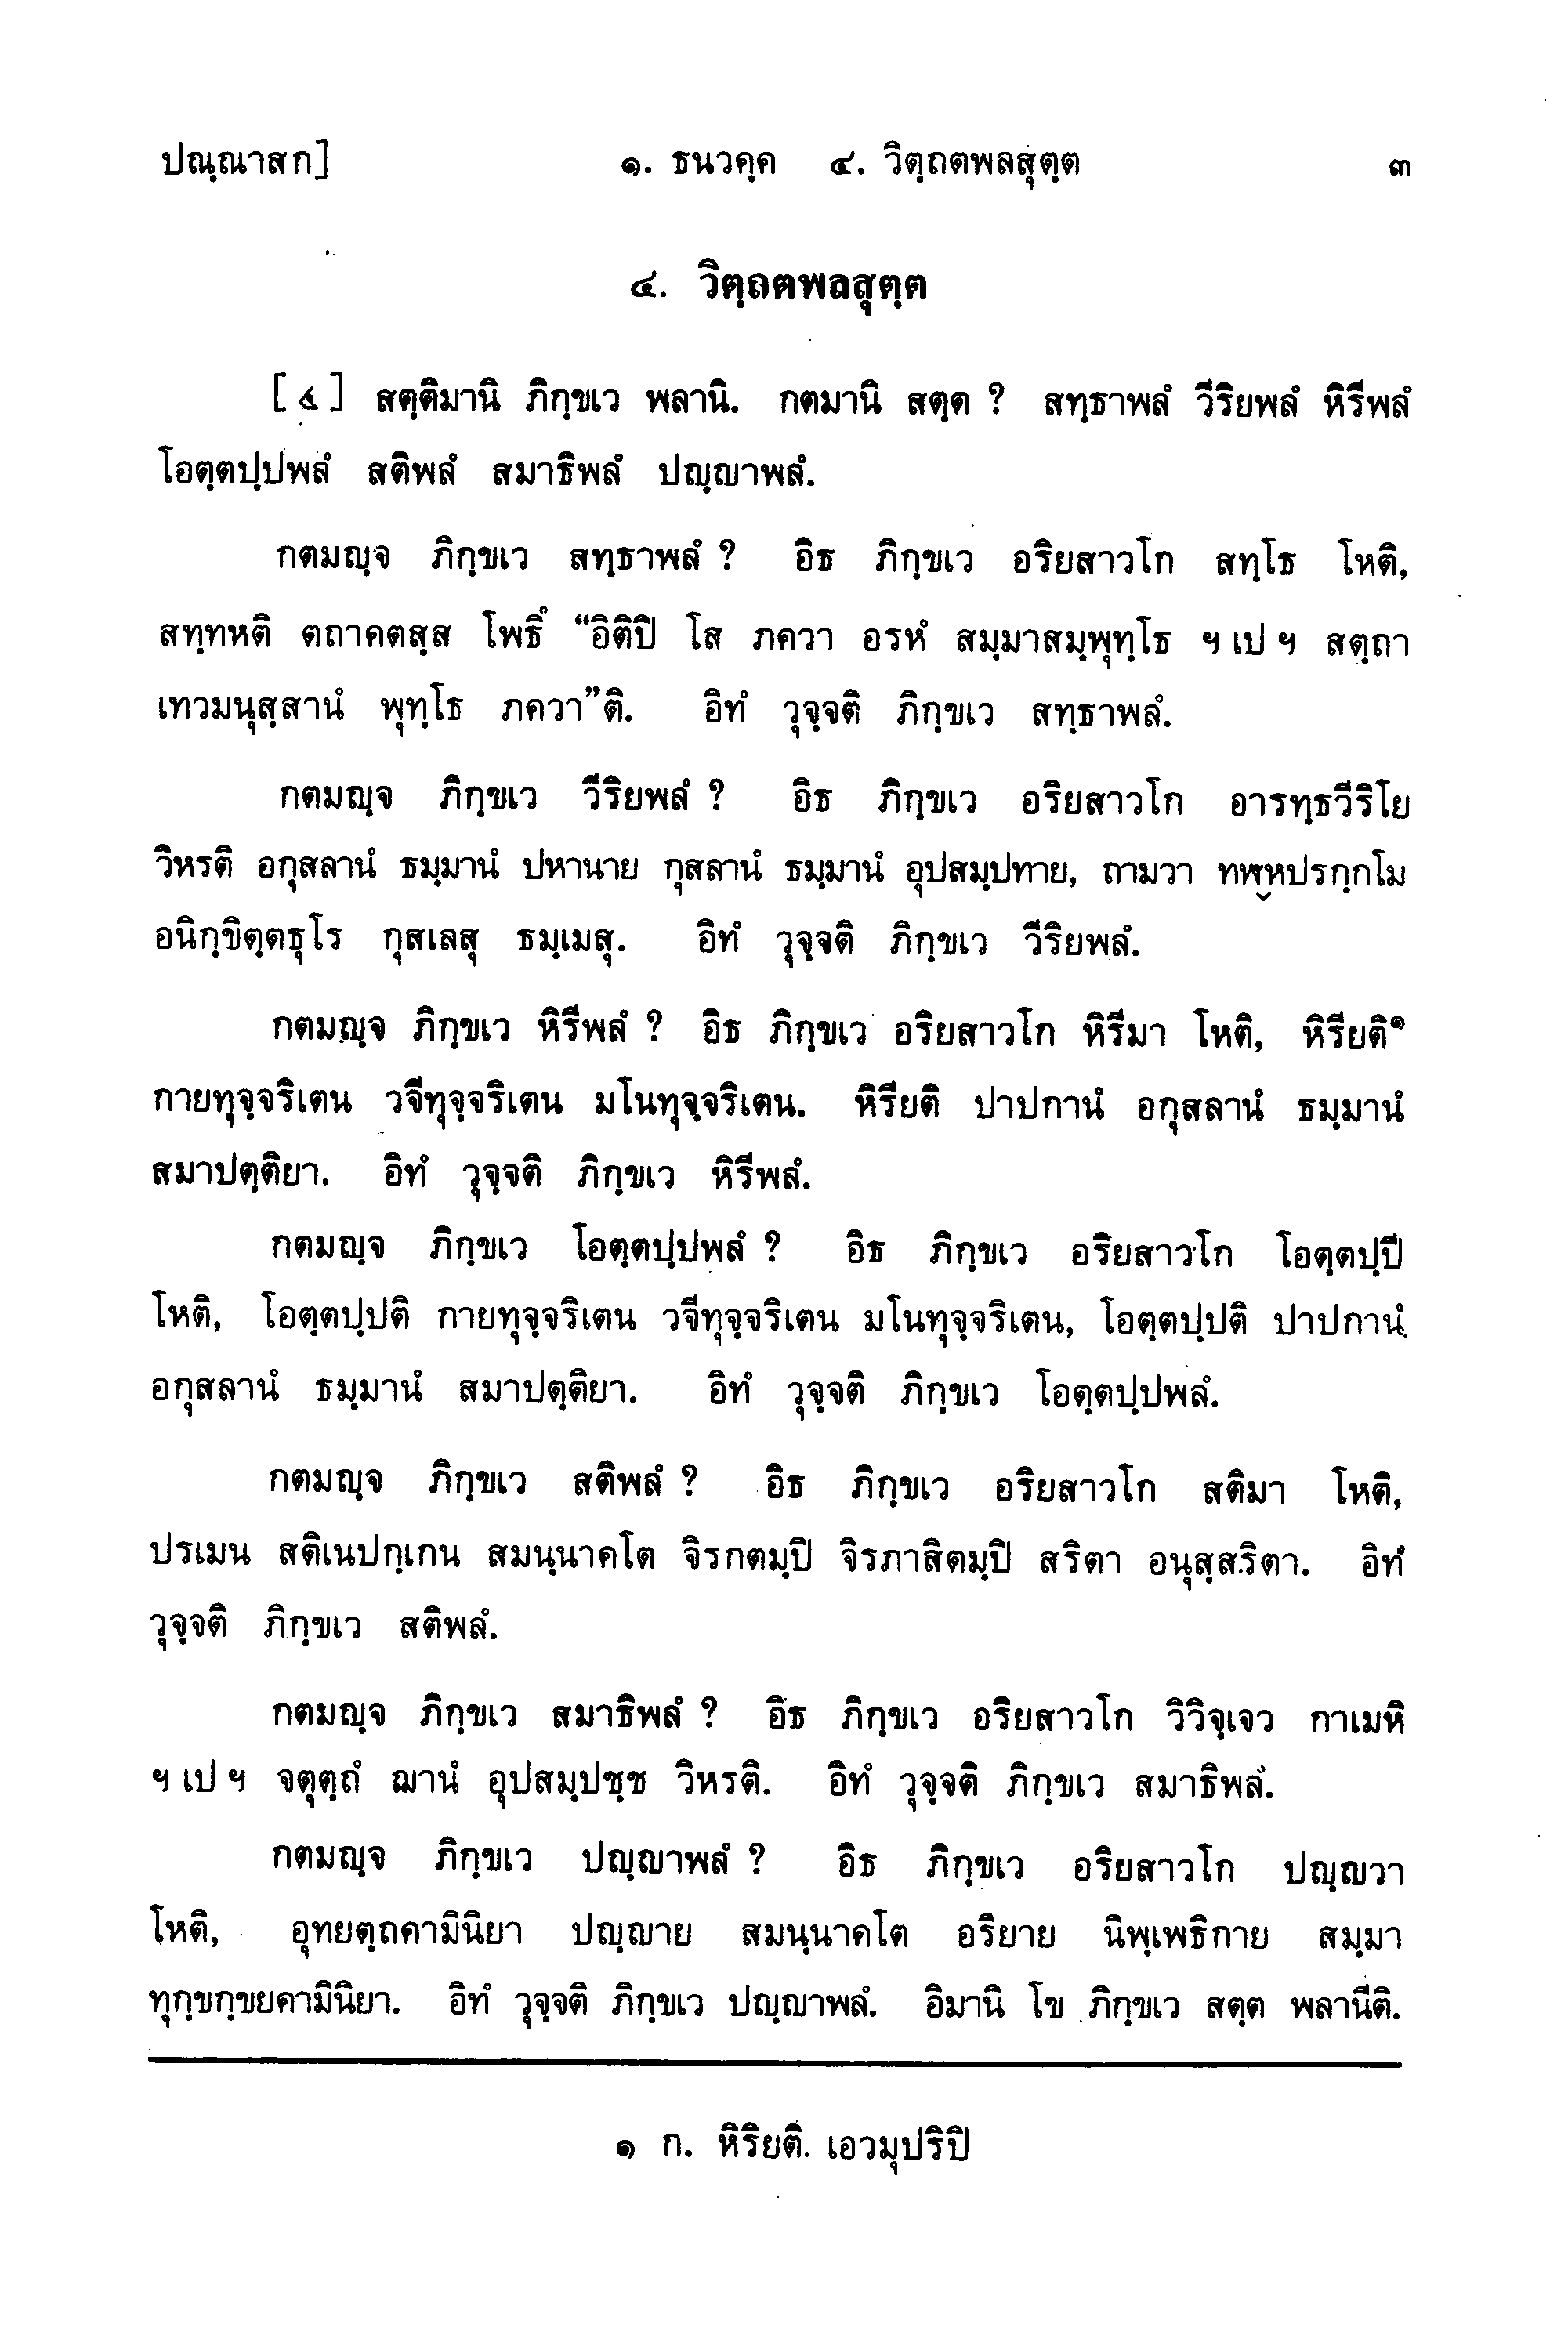 ปณฺณาสก] ๑. ธนวคฺค ๔. วิตฺถตพลสุตฺต ๓
๔. วิตฺถตพลสุตฺต
[๔] สตฺติมานิ ภิกฺขเว พลานิ. กตมานิ สตฺต ? สทฺธาพลํ วีริยพลํ หิรีพลํ
โอตฺตปฺปพลํ สติพลํ สมาธิพลํ ปญฺญาพลํ.
กตมญฺจ ภิกฺขเว สทฺธาพลํ ? อิธ ภิกฺขเว อริยสาวโก สทฺโธ โหติ,
สทฺทหติ ตถาคตสฺส โพธึ “อิติปิ โส ภควา อรหํ สมฺมาสมฺพุทฺโธ ฯ เป ฯ สตฺถา
เทวมนุสฺสานํ พุทฺโธ ภควา”ติ. อิทํ วุจฺจติ ภิกฺขเว สทฺธาพลํ.
กตมญฺจ ภิกฺขเว วีริยพลํ ? อิธ ภิกฺขเว อริยสาวโก อารทฺธวีริโย
วิหรติ อกุสลานํ ธมฺมานํ ปหานาย กุสลานํ ธมฺมานํ อุปสมฺปทาย, ถามวา ทฬฺหปรกฺกโม
อนิกฺขิตฺตธุโร กุสเลสุ ธมฺเมสุ. อิทํ วุจฺจติ ภิกฺขเว วีริยพลํ.
กตมญฺจ ภิกฺขเว หิรีพลํ ? อิธ ภิกฺขเว อริยสาวโก หิรีมา โหติ, หิรียติ๑
กายทุจฺจริเตน วจีทุจฺจริเตน มโนทุจฺจริเตน. หิรียติ ปาปกานํ อกุสลานํ ธมฺมานํ
สมาปตฺติยา. อิทํ วุจฺจติ ภิกฺขเว หิรีพลํ.
กตมญฺจ ภิกฺขเว โอตฺตปฺปพลํ ? อิธ ภิกฺขเว อริยสาวโก โอตฺตปฺปี
โหติ, โอตฺตปฺปติ กายทุจฺจริเตน วจีทุจฺจริเตน มโนทุจฺจริเตน, โอตฺตปฺปติ ปาปกานํ
อกุสลานํ ธมฺมานํ สมาปตฺติยา. อิทํ วุจฺจติ ภิกฺขเว โอตฺตปฺปพลํ.
กตมญฺจ ภิกฺขเว สติพลํ ? อิธ ภิกฺขเว อริยสาวโก สติมา โหติ,
ปรเมน สติเนปกฺเกน สมนฺนาคโต จิรกตมฺปิ จิรภาสิตมฺปิ สริตา อนุสฺสริตา. อิทํ
วุจฺจติ ภิกฺขเว สติพลํ.
กตมญฺจ ภิกฺขเว สมาธิพลํ ? อิธ ภิกฺขเว อริยสาวโก วิวิจฺเจว กาเมหิ
ฯ เป ฯ จตุตฺถํ ฌานํ อุปสมฺปชฺช วิหรติ. อิทํ วุจฺจติ ภิกฺขเว สมาธิพลํ.
กตมญฺจ ภิกฺขเว ปญฺญาพลํ ? อิธ ภิกฺขเว อริยสาวโก ปญฺญวา
โหติ, อุทยตฺถคามินิยา ปญฺญาย สมนฺนาคโต อริยาย นิพฺเพธิกาย สมฺมา
ทุกฺขกฺขยคามินิยา. อิทํ วุจฺจติ ภิกฺขเว ปญฺญาพลํ. อิมานิ โข ภิกฺขเว สตฺต พลานีติ.
๑ ก. หิริยติ. เอวมุปริปิ